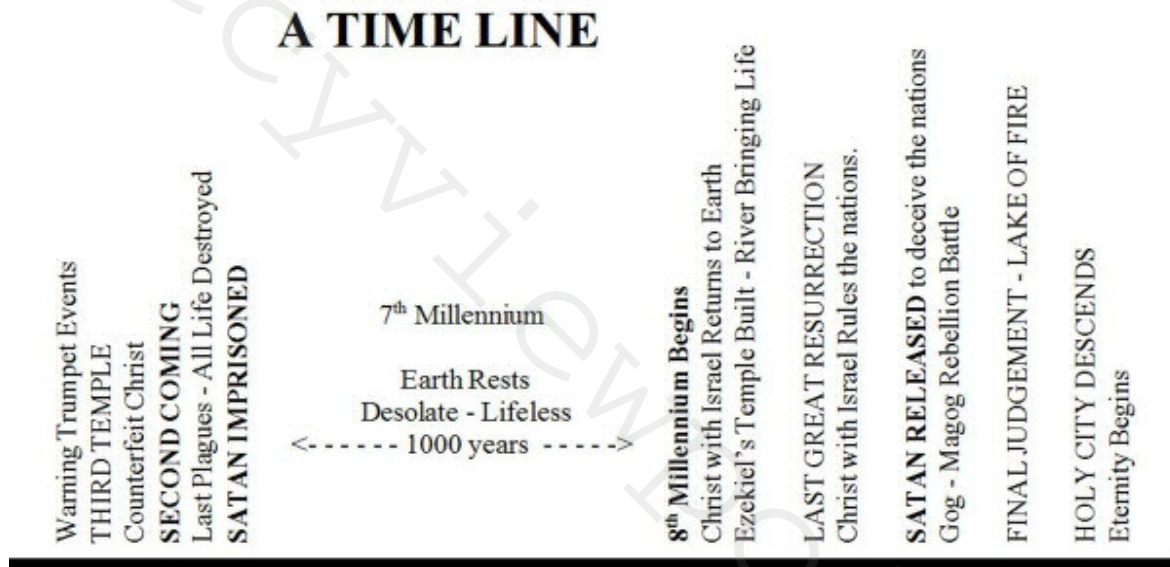 A TIME LINE
Warning Trumpet Events
THIRD TEMPLE
Counterfeit Christ
SECOND COMING
Last Plagues - All Life Destroyed
SATAN IMPRISONED
7th Millennium
Earth Rests
Desolate - Lifeless
<- - - - - - 1000 years - - - - ->
8th Millennium Begins
Christ with Israel Returns to Earth
Ezekiel's Temple Built - River Bringing Life
LAST GREAT RESURRECTION
Christ with Israel Rules the nations.
SATAN RELEASED to deceive the nations
Gog - Magog Rebellion Battle
FINAL JUDGEMENT - LAKE OF FIRE
HOLY CITY DESCENDS
Eternity Begins